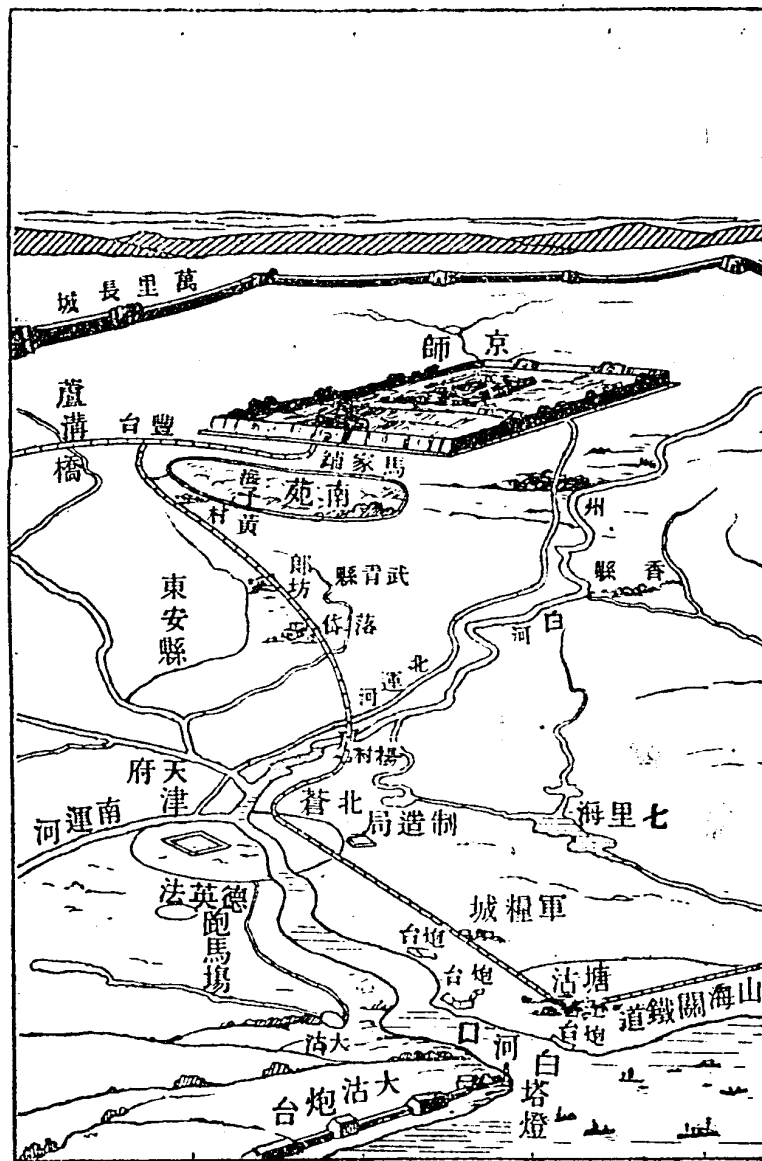 萬里長城
京師
蘆溝橋
豐台
馬家鋪
南苑
海子
黃村
州
香縣
武青縣
郎坊
落岱
東安縣
白河
北運河
楊村
天津府
北蒼
制造局
七里海
南運河
德英法
跑馬場
軍糧城
炮台
炮台
塘沽
炮台
山海關鐵道
大沽
白河口
大沽炮台
塔燈